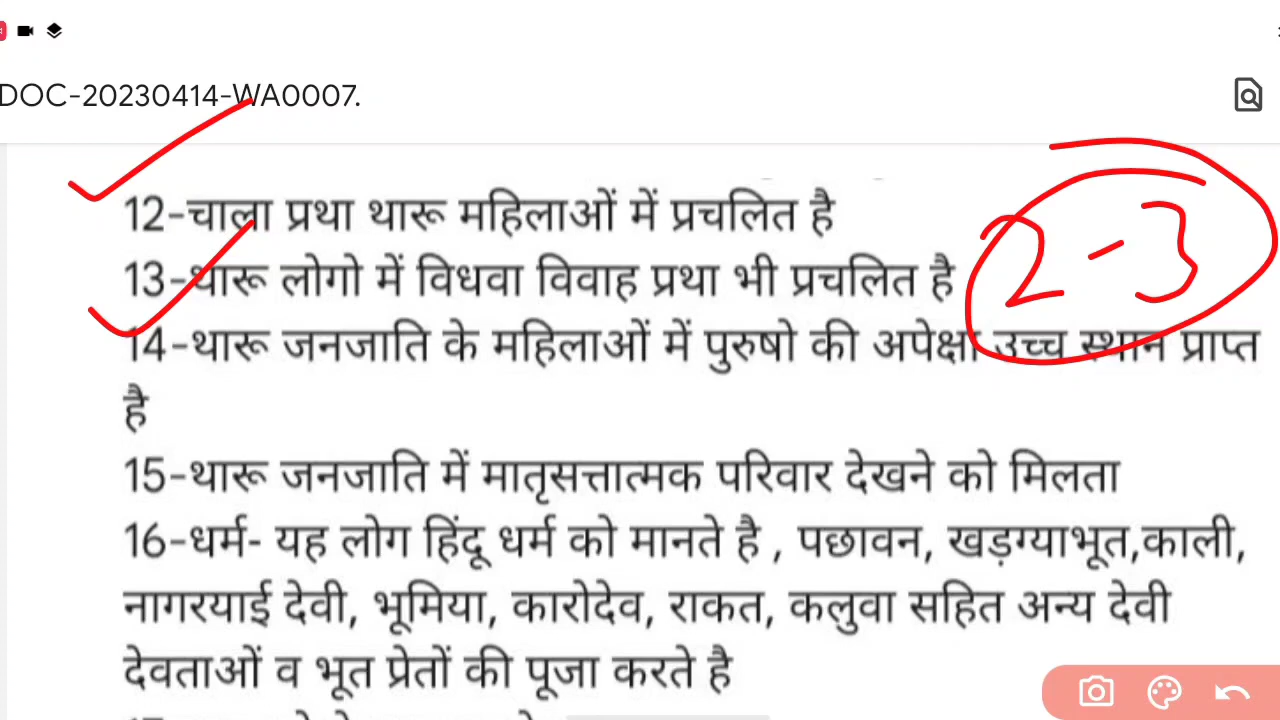 DOC-20230414-WA0007.
12-चाला प्रथा थारू महिलाओं में प्रचलित है
13-थारू लोगो में विधवा विवाह प्रथा भी प्रचलित है
2-3
14-थारू जनजाति के महिलाओं में पुरुषो की अपेक्षा उच्च स्थान प्राप्त
है
15-थारू जनजाति में मातृसत्तात्मक परिवार देखने को मिलता
16-धर्म- यह लोग हिंदू धर्म को मानते है , पछावन, खड़ग्याभूत,काली,
नागरयाई देवी, भूमिया, कारोदेव, राकत, कलुवा सहित अन्य देवी
देवताओं व भूत प्रेतों की पूजा करते है